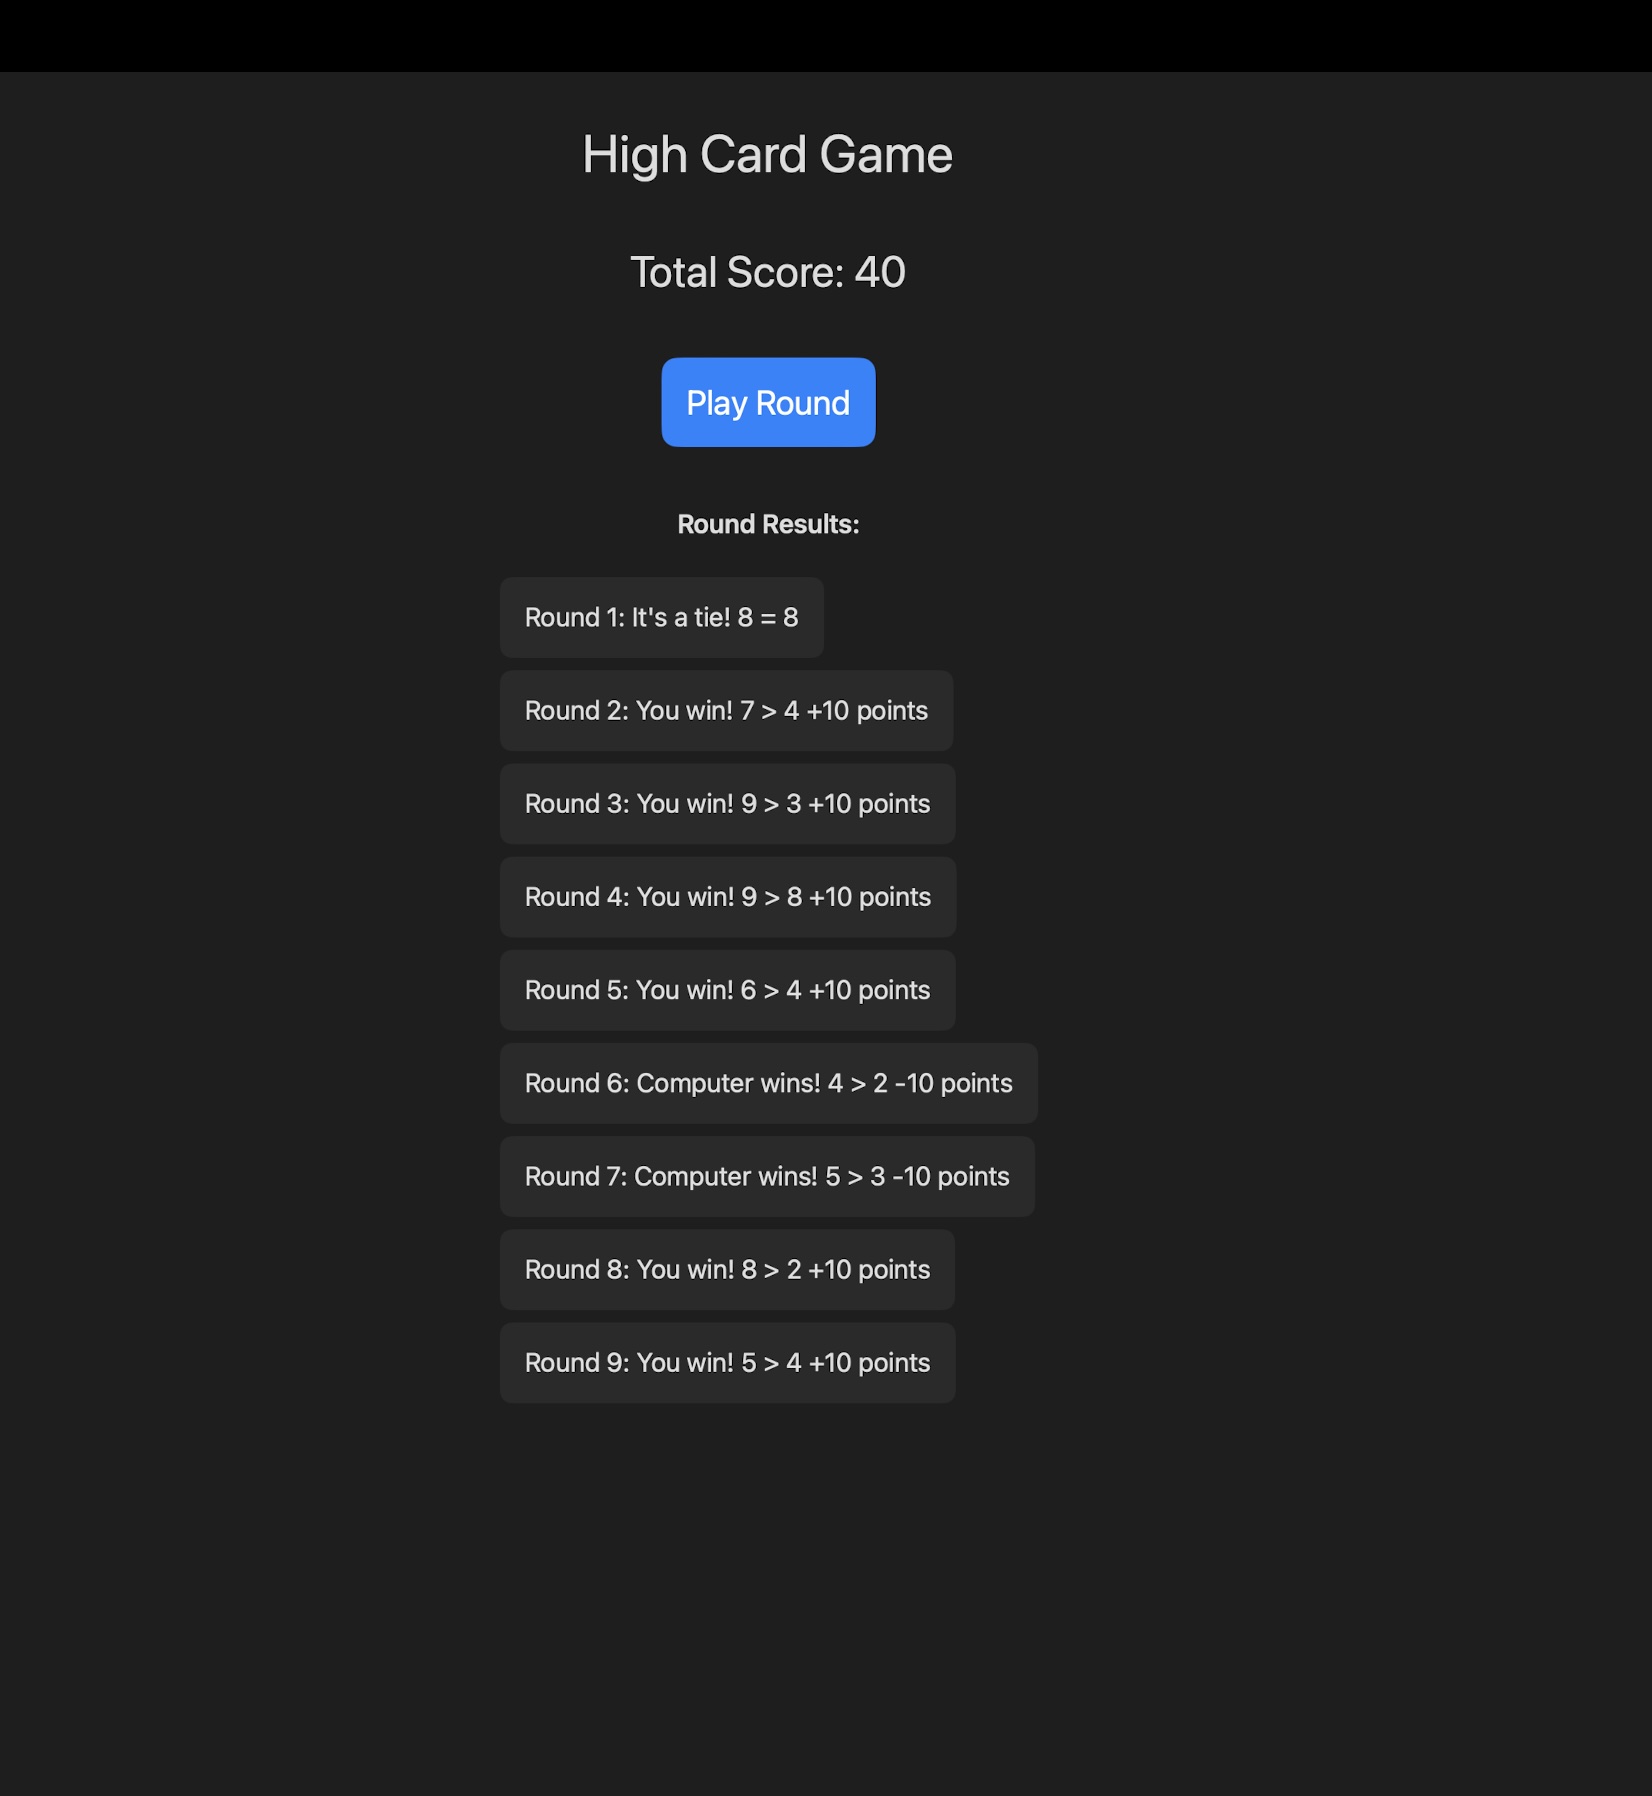 High Card Game
Total Score: 40
Play Round
Round Results:
Round 1: It's a tie! 8 = 8
Round 2: You win! 7 > 4 +10 points
Round 3: You win! 9 > 3 +10 points
Round 4: You win! 9 > 8 +10 points
Round 5: You win! 6 > 4 +10 points
Round 6: Computer wins! 4 > 2 -10 points
Round 7: Computer wins! 5 > 3 -10 points
Round 8: You win! 8 > 2 +10 points
Round 9: You win! 5 > 4 +10 points